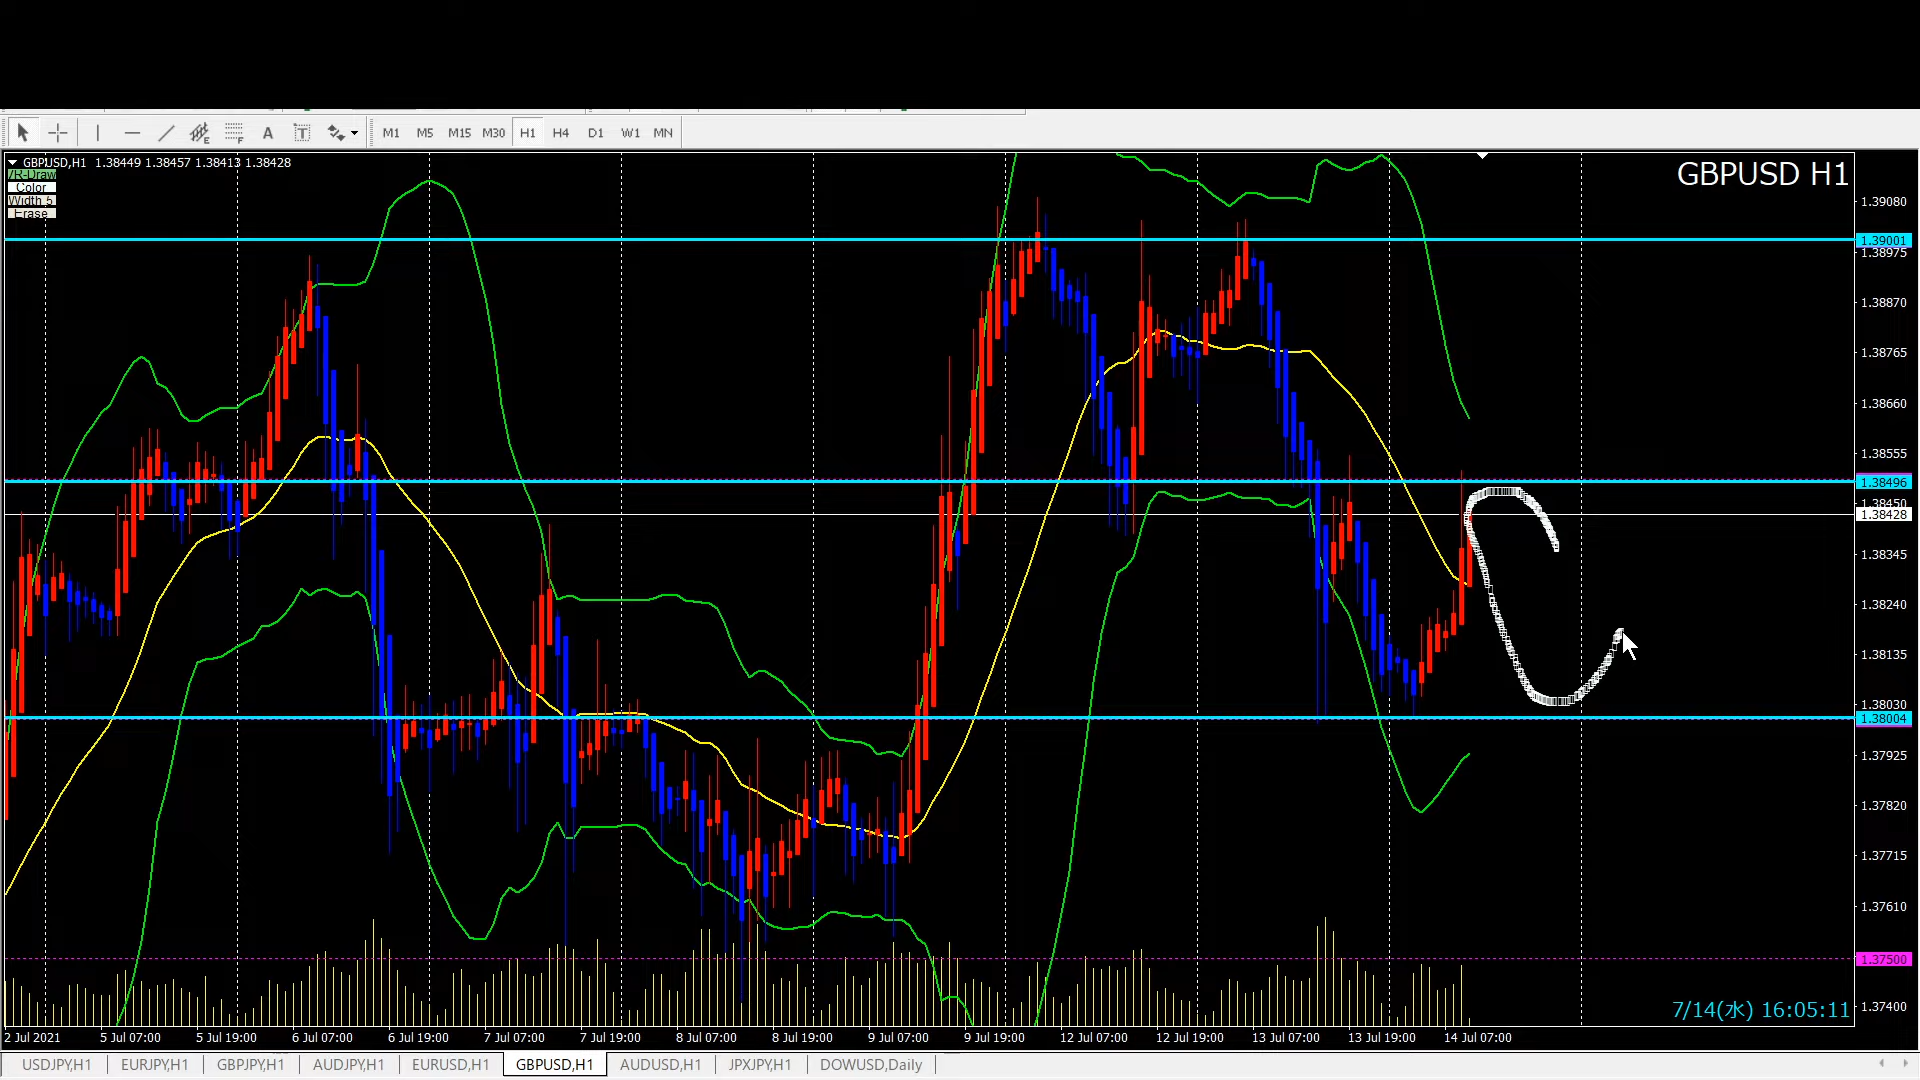 M1 M5 M15 M30 H1 H4 D1 W1 MN
GBPUSD,H1 1.38449 1.38457 1.38413 1.38428
Color
Width 5
Erase
GBPUSD H1
1.39080
1.39001
1.38975
1.38870
1.38765
1.38660
1.38555
1.38496
1.38450
1.38428
1.38345
1.38240
1.38135
1.38030
1.38004
1.37925
1.37820
1.37715
1.37610
1.37500
1.37400
7/14(水) 16:05:11
2 Jul 2021 5 Jul 07:00 5 Jul 19:00 6 Jul 07:00 6 Jul 19:00 7 Jul 07:00 7 Jul 19:00 8 Jul 07:00 8 Jul 19:00 9 Jul 07:00 9 Jul 19:00 12 Jul 07:00 12 Jul 19:00 13 Jul 07:00 13 Jul 19:00 14 Jul 07:00
USDJPY,H1 EURJPY,H1 GBPJPY,H1 AUDJPY,H1 EURUSD,H1 GBPUSD,H1 AUDUSD,H1 JPXJPY,H1 DOWUSD,Daily